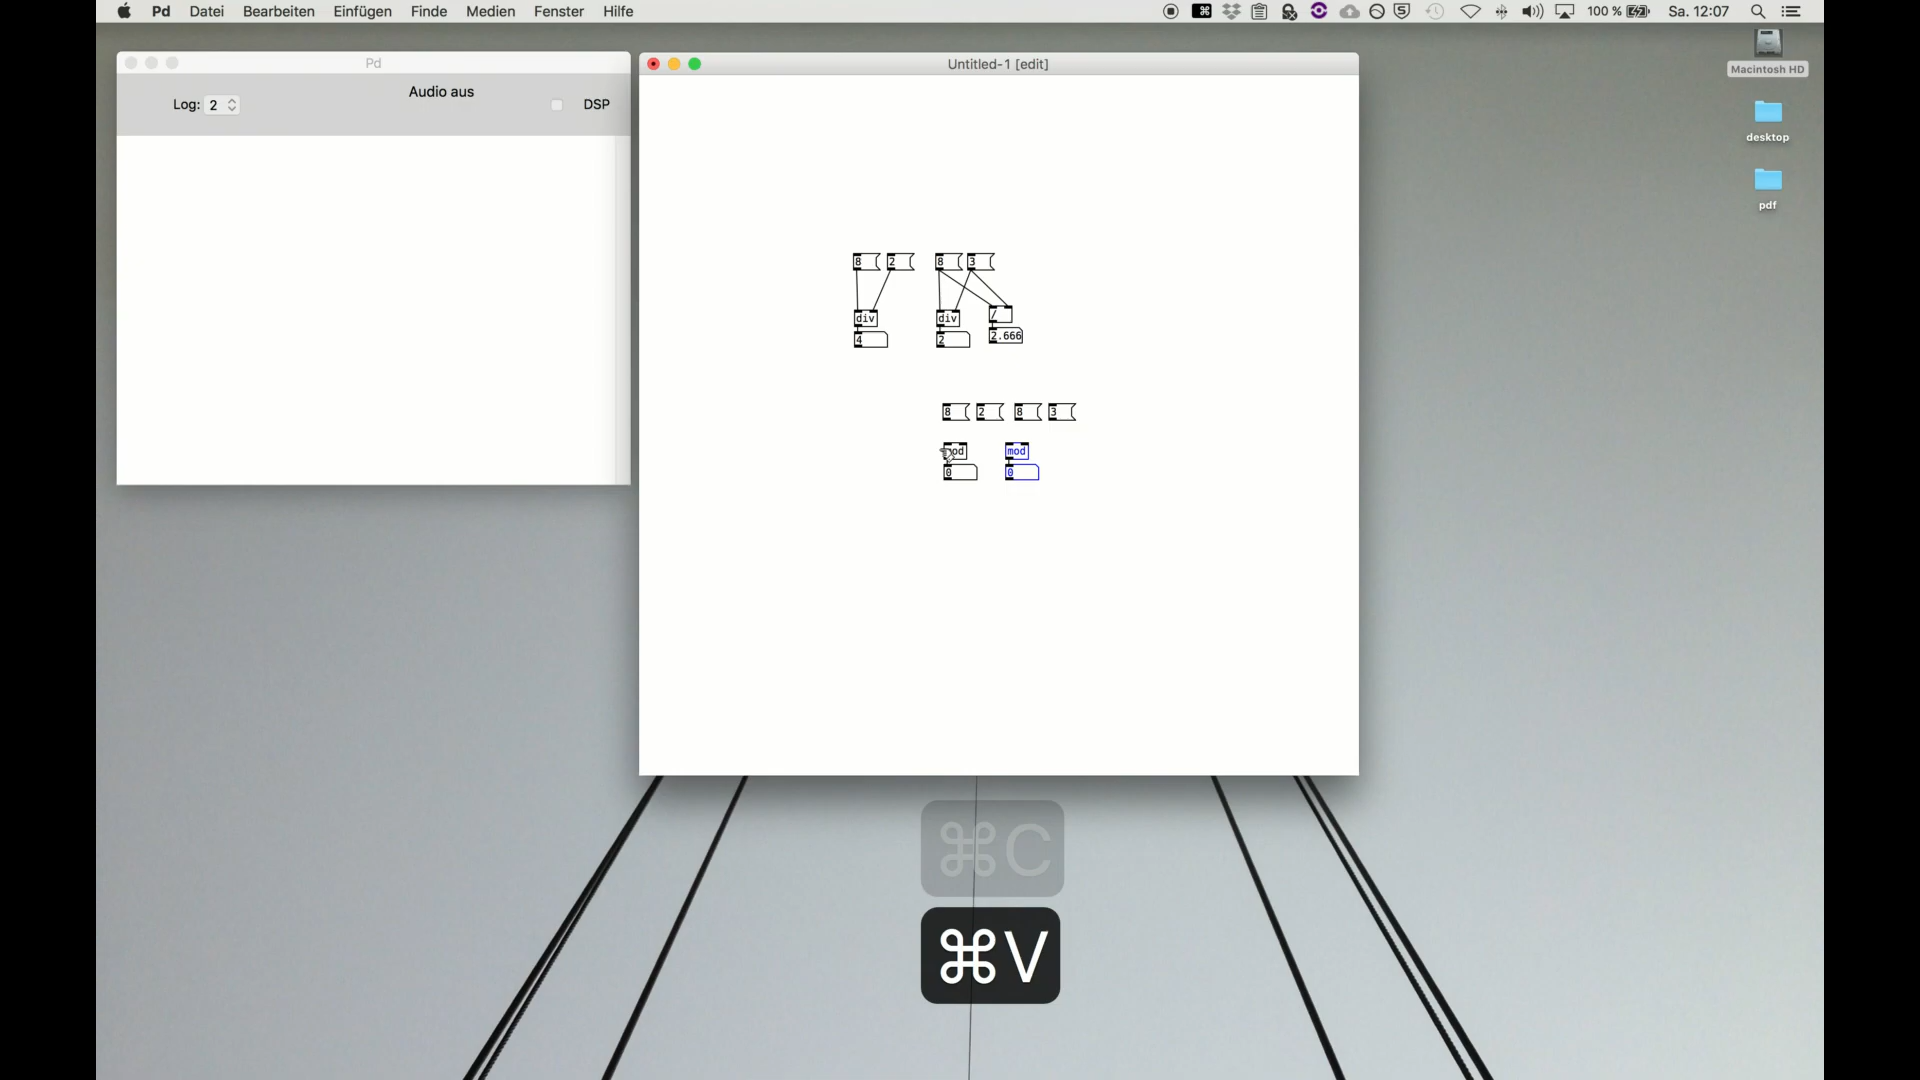 Pd Datei Bearbeiten Einfügen Finde Medien Fenster Hilfe
100 % Sa. 12:07
Macintosh HD
desktop
pdf
Pd
Audio aus
Log: 2 DSP
Untitled-1 [edit]
8 2 8 3
div div /
4 2 2.666
8 2 8 3
mod
0 0
⌘C
⌘V